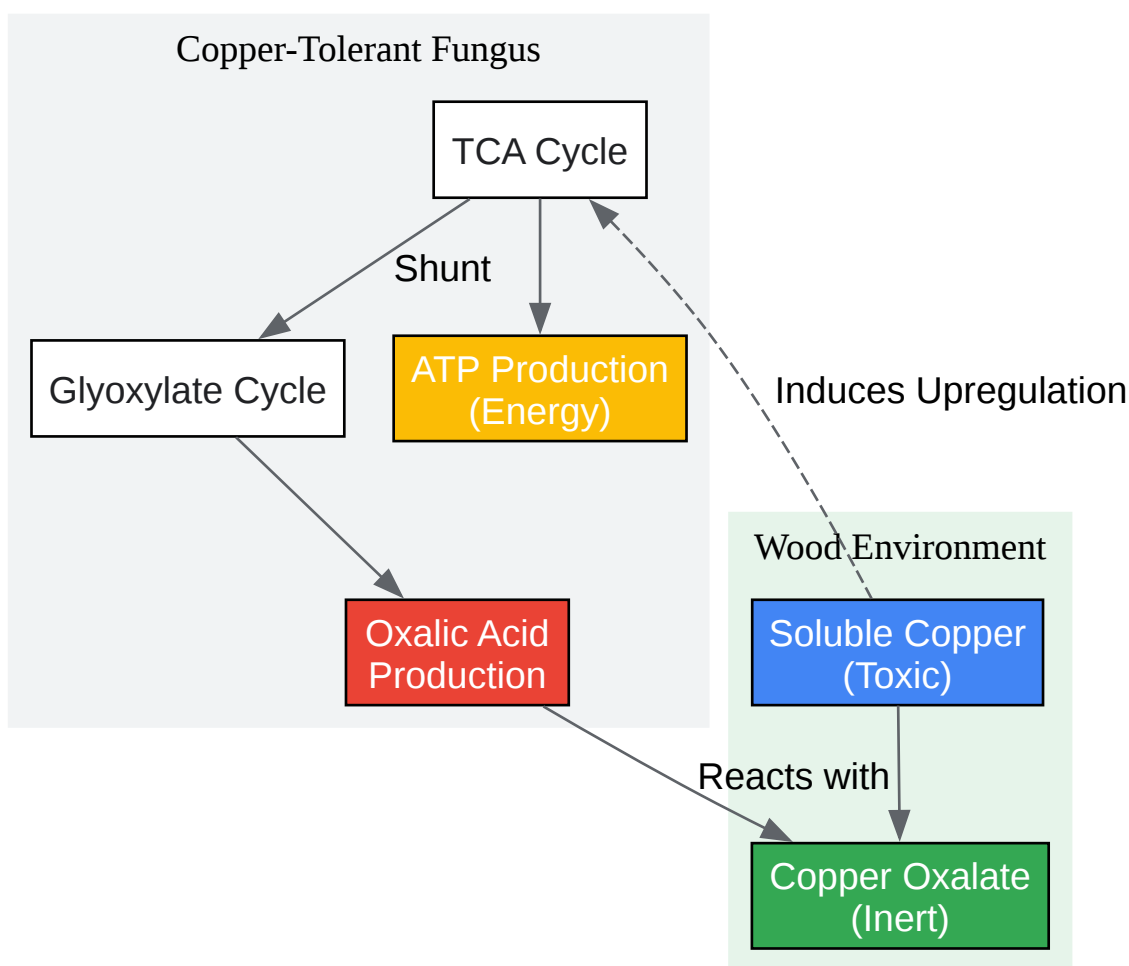 Copper-Tolerant Fungus
TCA Cycle
Shunt
Glyoxylate Cycle
ATP Production
(Energy)
Induces Upregulation
Wood Environment
Oxalic Acid
Production
Soluble Copper
(Toxic)
Reacts with
Copper Oxalate
(Inert)